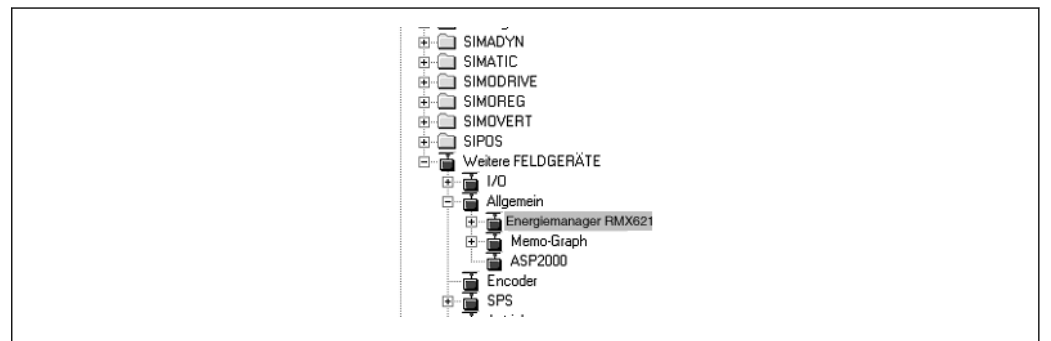 SIMADYN
SIMATIC
SIMODRIVE
SIMOREG
SIMOVERT
SIPOS
Weitere FELDGERÄTE
I/O
Allgemein
Energiemanager RMX621
Memo-Graph
ASP2000
Encoder
SPS